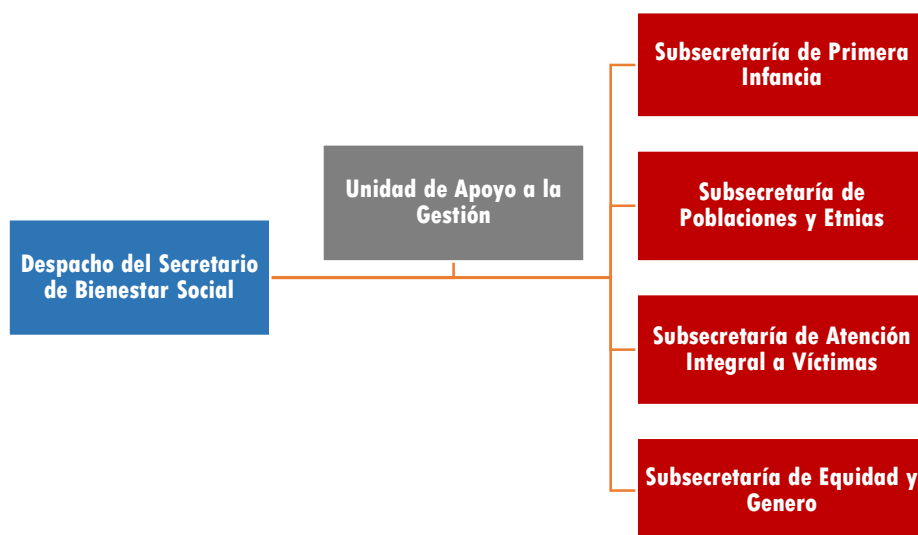 Despacho del Secretario
de Bienestar Social
Unidad de Apoyo a la
Gestión
Subsecretaría de Primera
Infancia
Subsecretaría de
Poblaciones y Etnias
Subsecretaría de Atención
Integral a Víctimas
Subsecretaría de Equidad y
Genero